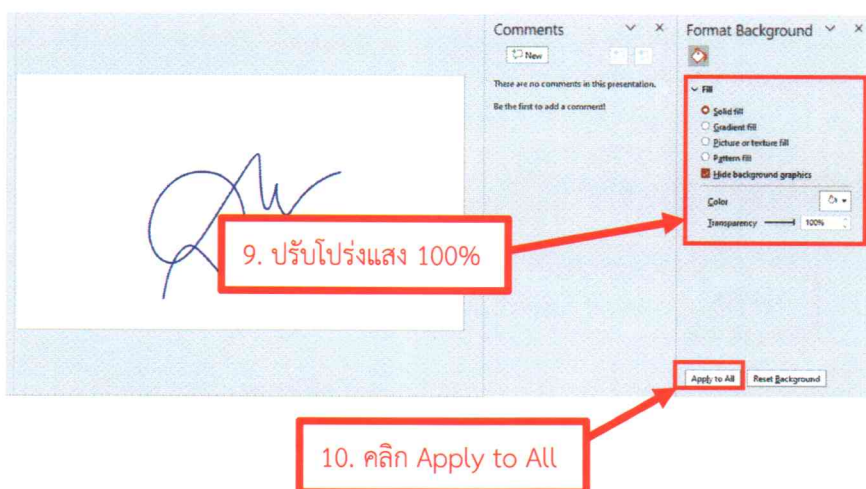 Comments
New
There are no comments in this presentation.
Be the first to add a comment!
Format Background
Fill
Solid fill
Gradient fill
Picture or texture fill
Pattern fill
Hide background graphics
Color
Transparency 100%
9. ปรับโปร่งแสง 100%
Apply to All Reset Background
10. คลิก Apply to All